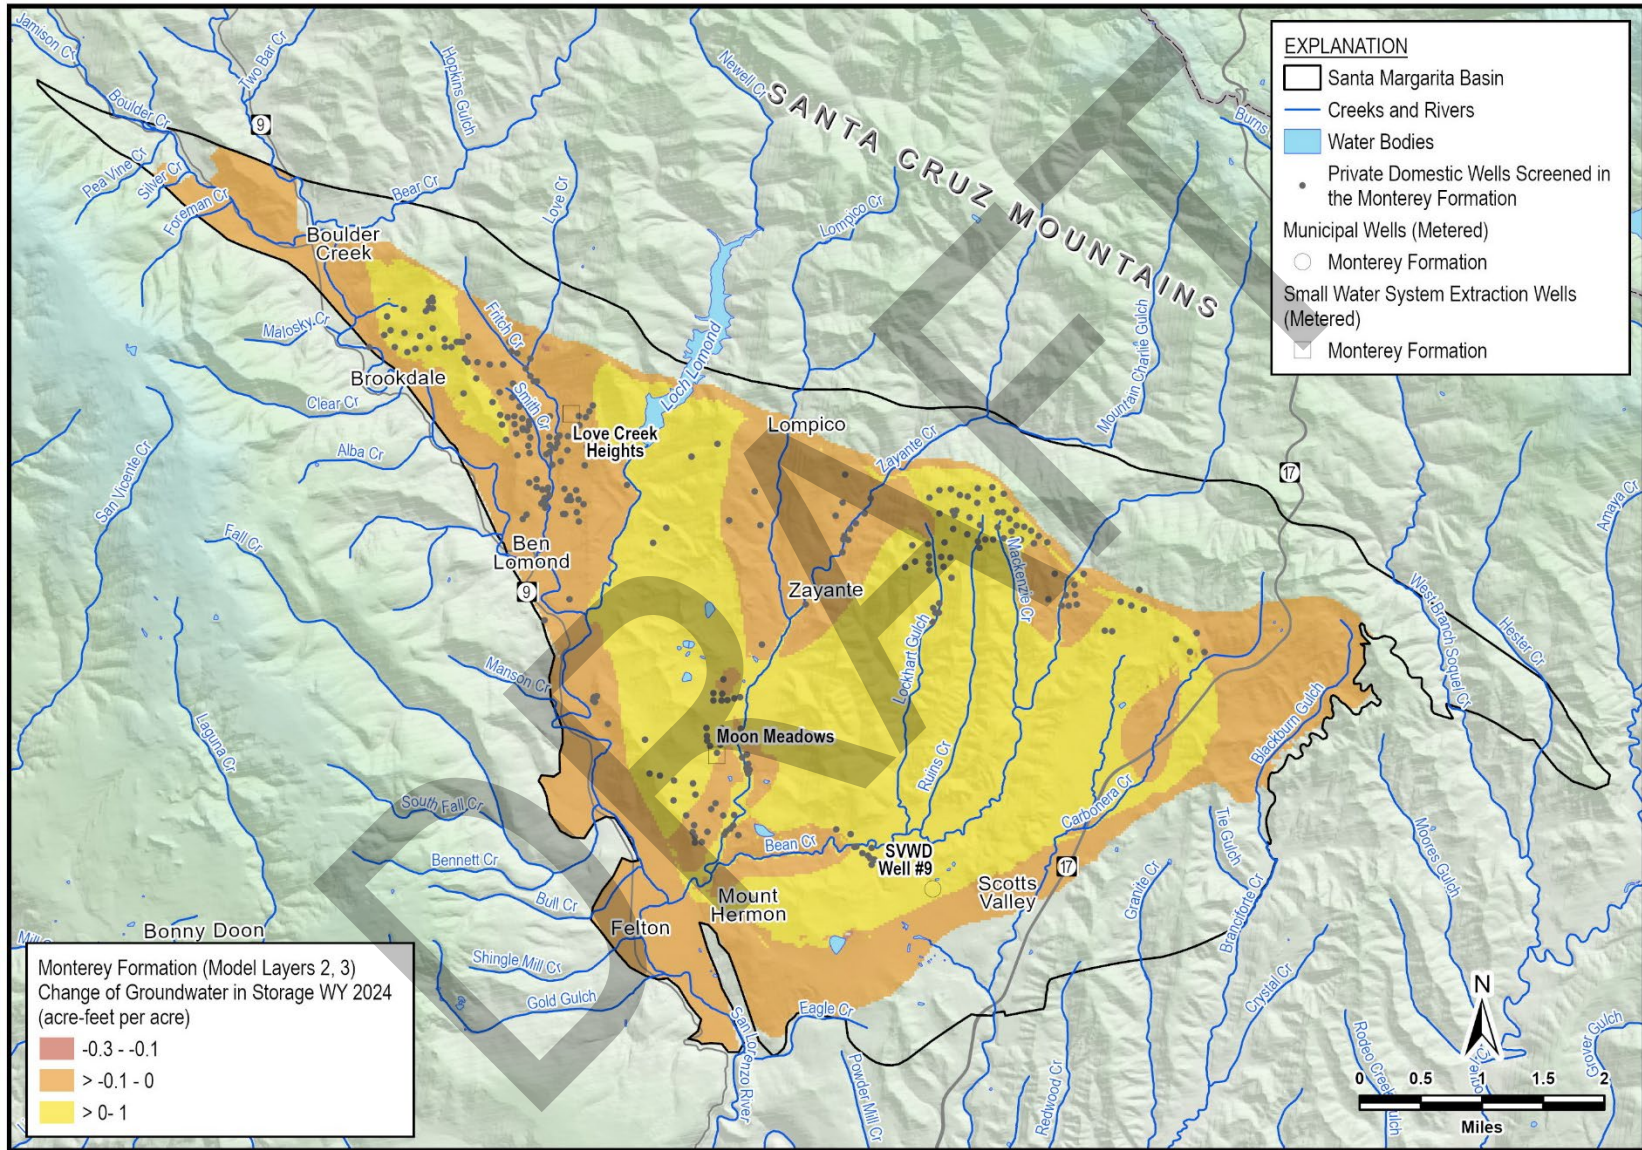 Jamison Cr
Two Bar Cr
Hopkins Gulch
Newell Cr
SANTA CRUZ MOUNTAINS
Burns
EXPLANATION
Santa Margarita Basin
Creeks and Rivers
Water Bodies
Private Domestic Wells Screened in
the Monterey Formation
Municipal Wells (Metered)
Monterey Formation
Small Water System Extraction Wells
(Metered)
Monterey Formation
Boulder Cr
9
Pea Vine Cr
Silver Cr
Foreman Cr
Bear Cr
Love Cr
Lompico Cr
Boulder
Creek
Malosky Cr
Fritch Cr
Loch Lomond
Mountain Charlie Gulch
Brookdale
Clear Cr
Smith Cr
Love Creek
Heights
Lompico
Zayante Cr
Alba Cr
San Vicente Cr
17
Amaya Cr
Fall Cr
Ben
Lomond
9
Zayante
Mackenzie Cr
Lockhart Gulch
West Branch Soquel Cr
Hester Cr
Manson Cr
Laguna Cr
Moon Meadows
Ruins Cr
Blackburn Gulch
South Fall Cr
Carbonera Cr
Bennett Cr
Bean Cr
SVWD
Well #9
17
Tie Gulch
Moores Gulch
Bull Cr
Mount
Hermon
Scotts
Valley
Granite Cr
Branciforte Cr
Felton
Bonny Doon
Shingle Mill Cr
Gold Gulch
Crystal Cr
Eagle Cr
San Lorenzo River
Powder Mill Cr
Redwood Cr
Rodeo Creek Gulch
Grover Gulch
Monterey Formation (Model Layers 2, 3)
Change of Groundwater in Storage WY 2024
(acre-feet per acre)
-0.3 - -0.1
> -0.1 - 0
> 0- 1
N
0 0.5 1 1.5 2
Miles
DRAFT